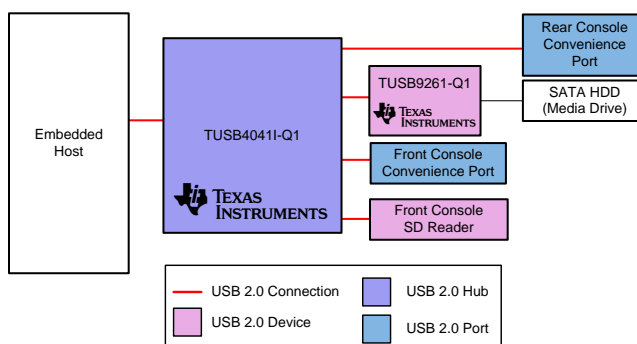 Embedded
Host
TUSB4041I-Q1
TEXAS
INSTRUMENTS
TUSB9261-Q1
TEXAS
INSTRUMENTS
Rear Console
Convenience
Port
SATA HDD
(Media Drive)
Front Console
Convenience Port
Front Console
SD Reader
USB 2.0 Connection
USB 2.0 Hub
USB 2.0 Device
USB 2.0 Port